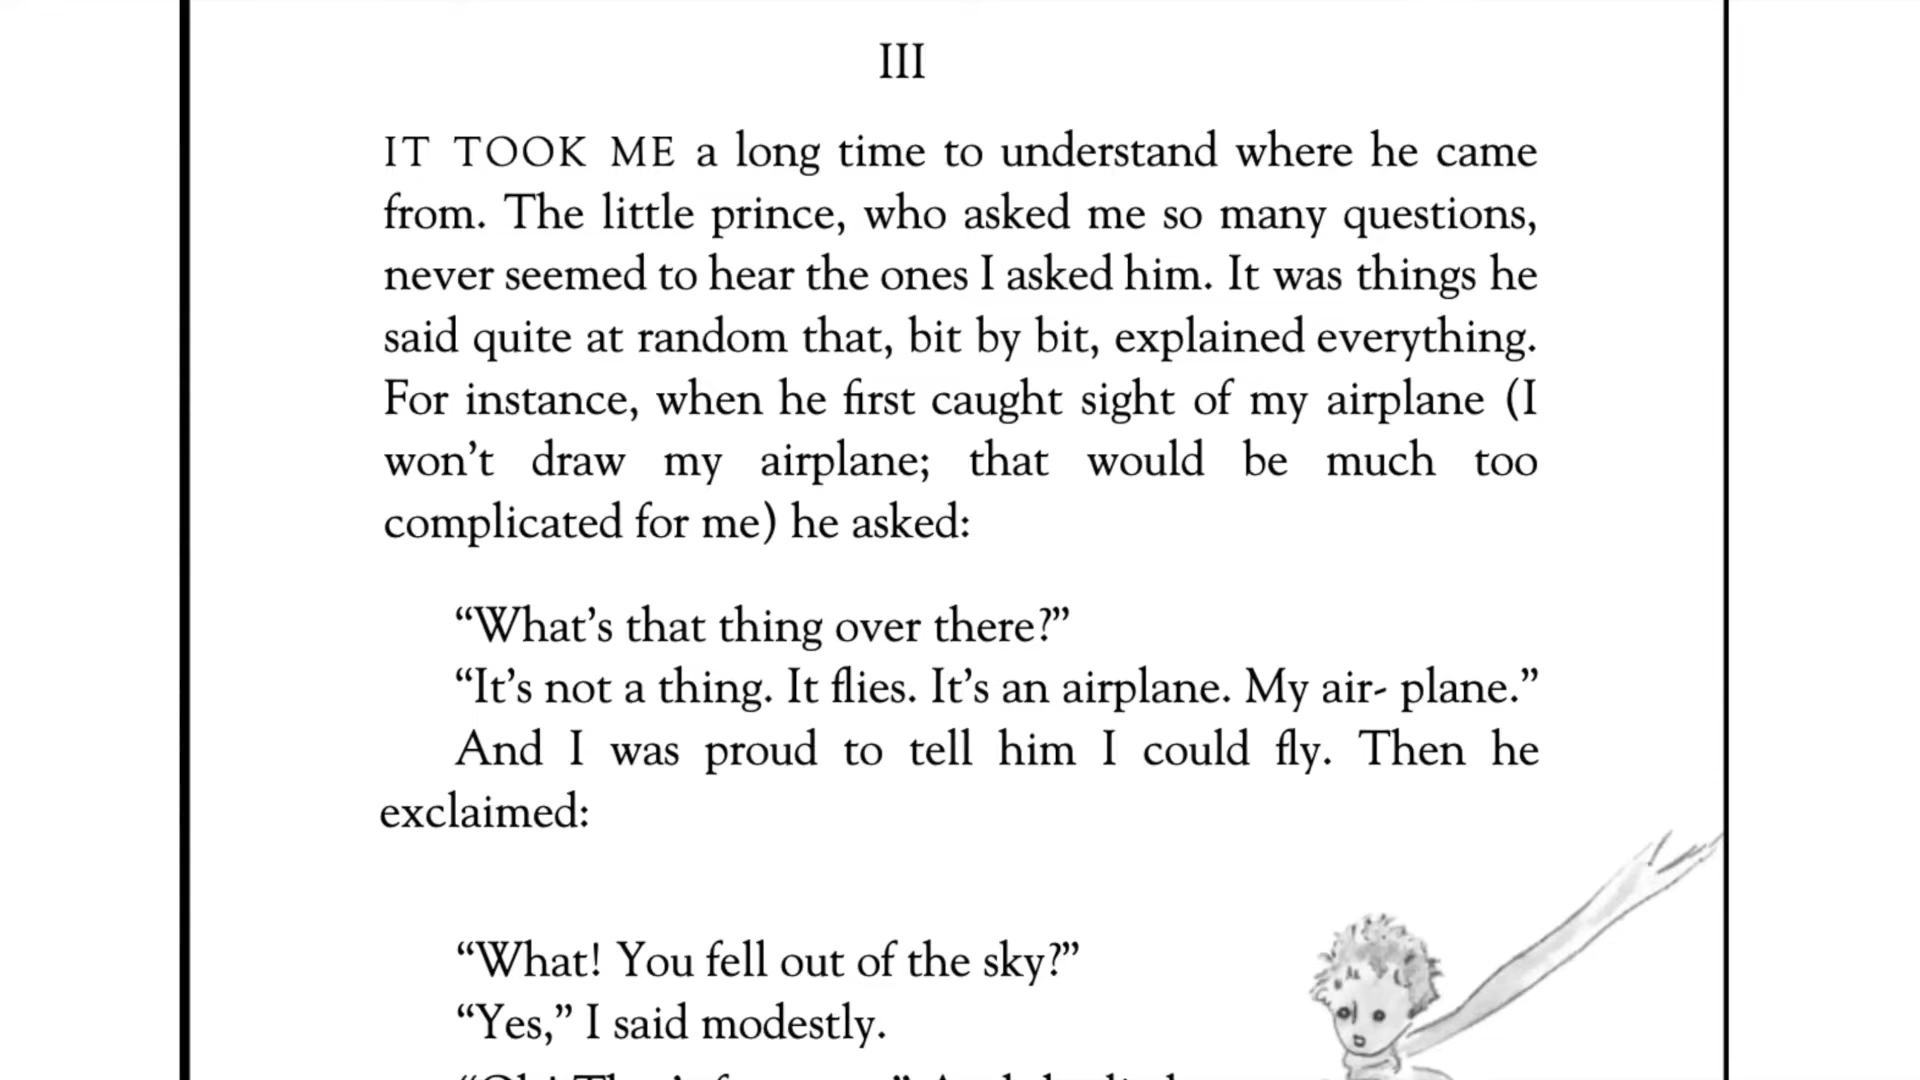 III
IT TOOK ME a long time to understand where he came
from. The little prince, who asked me so many questions,
never seemed to hear the ones I asked him. It was things he
said quite at random that, bit by bit, explained everything.
For instance, when he first caught sight of my airplane (I
won’t draw my airplane; that would be much too
complicated for me) he asked:
“What’s that thing over there?”
“It’s not a thing. It flies. It’s an airplane. My air- plane.”
And I was proud to tell him I could fly. Then he
exclaimed:
“What! You fell out of the sky?”
“Yes,” I said modestly.